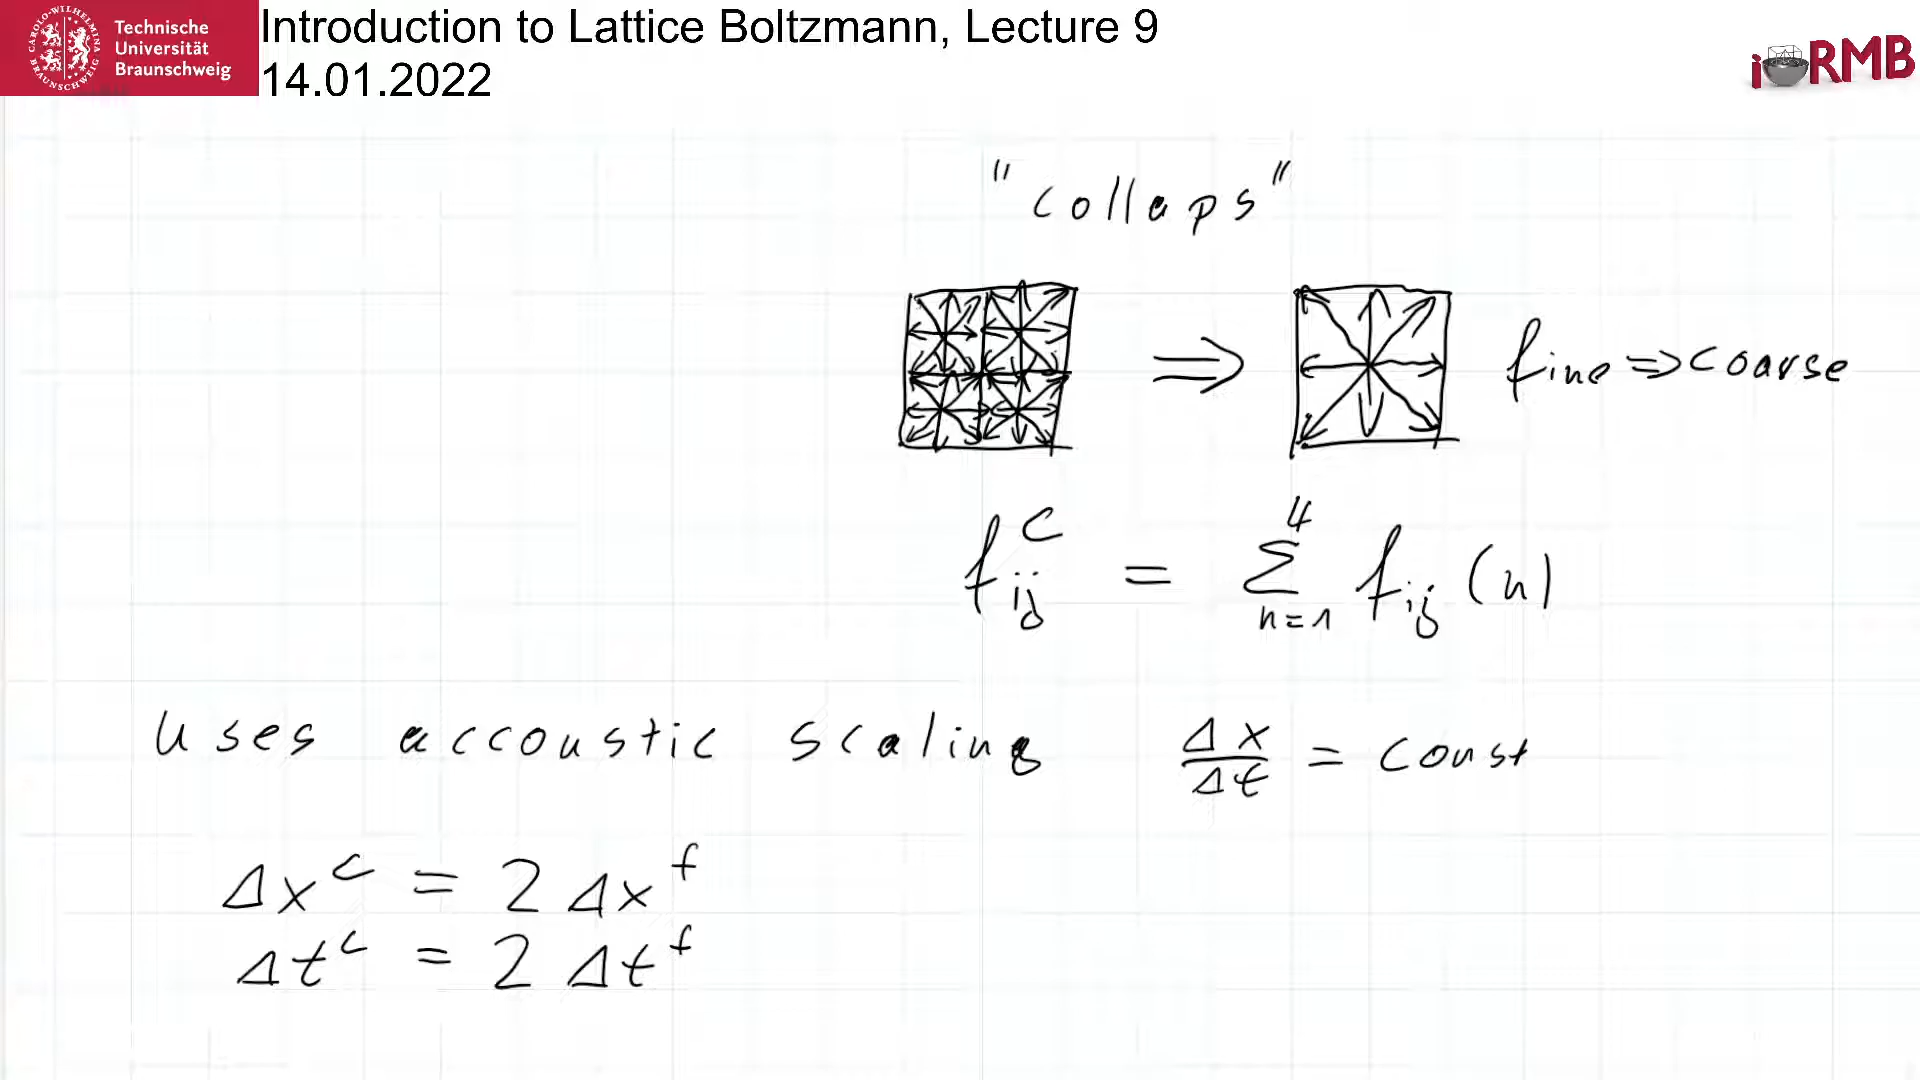 Technische
Universität
Braunschweig
Introduction to Lattice Boltzmann, Lecture 9
14.01.2022
iRMB
"collaps"
⇒ fine ⇒ coarse
f_ij^c = Σ_{n=1}^{4} f_ij (n)
uses accoustic scaling Δx/Δt = const
Δx^c = 2 Δx^f
Δt^c = 2 Δt^f